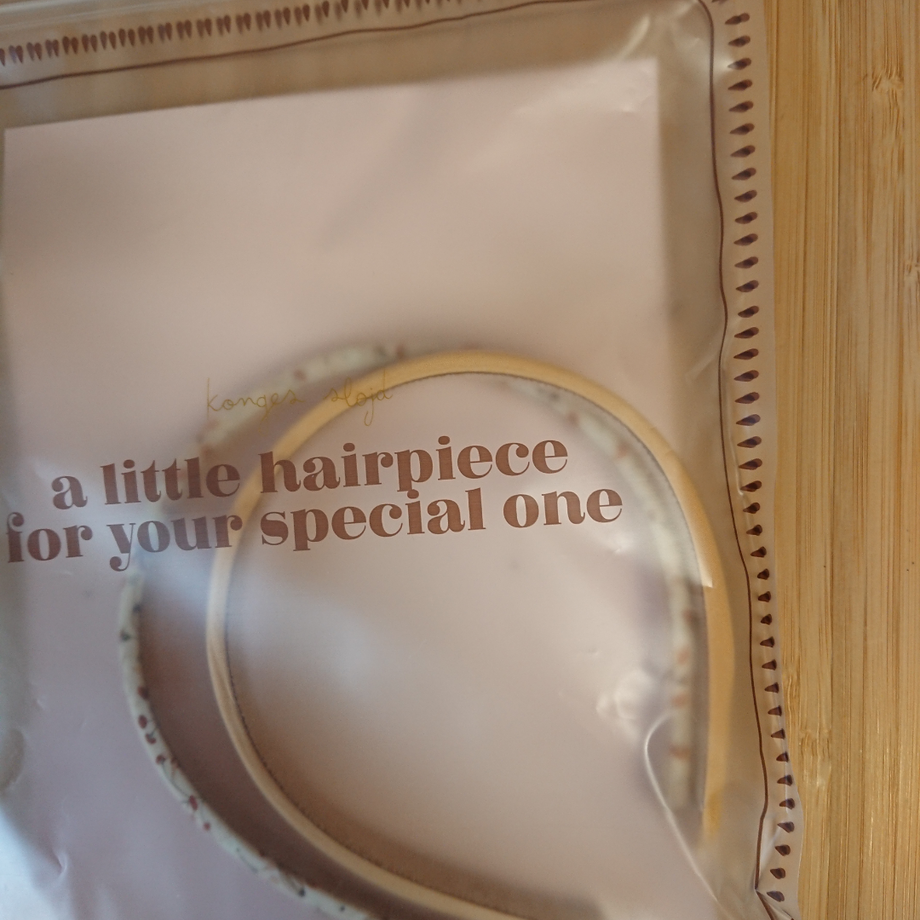 konges sløjd
a little hairpiece
for your special one